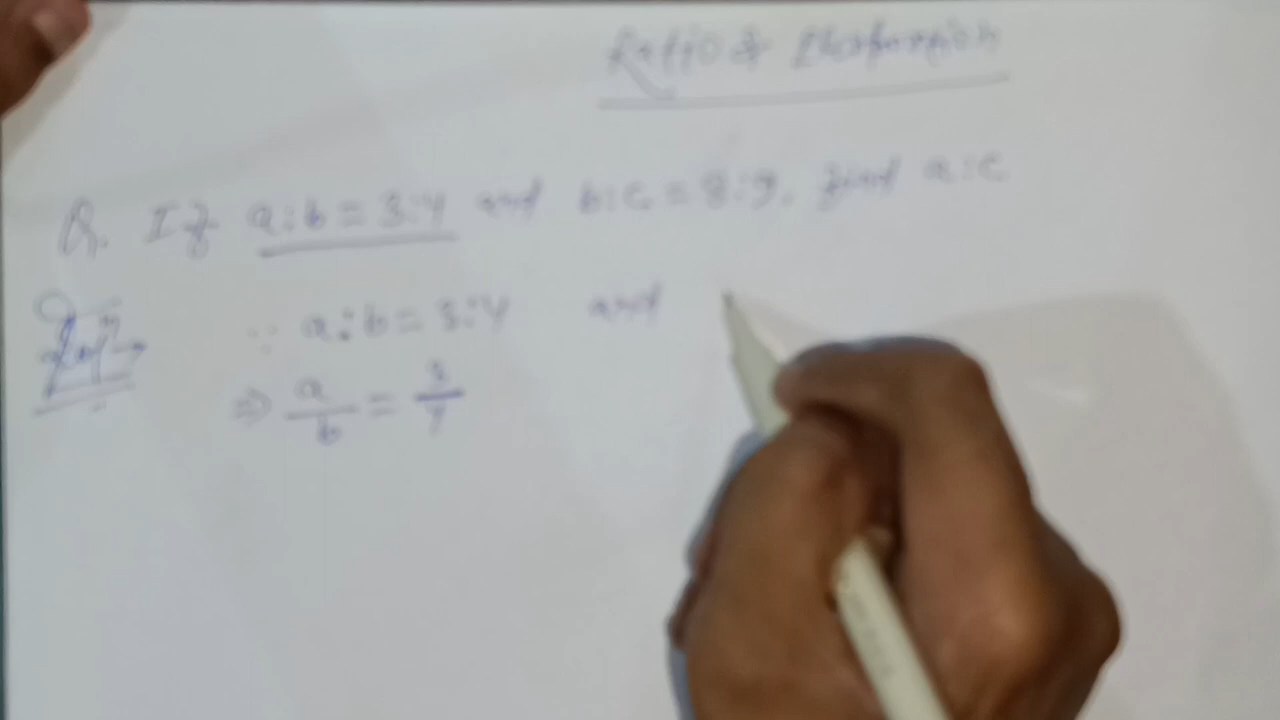 Ratio & Proportion
Q. If a:b = 3:4 and b:c = 8:9, find a:c
Sol → ∵ a:b = 3:4 and
⇒ a/b = 3/4